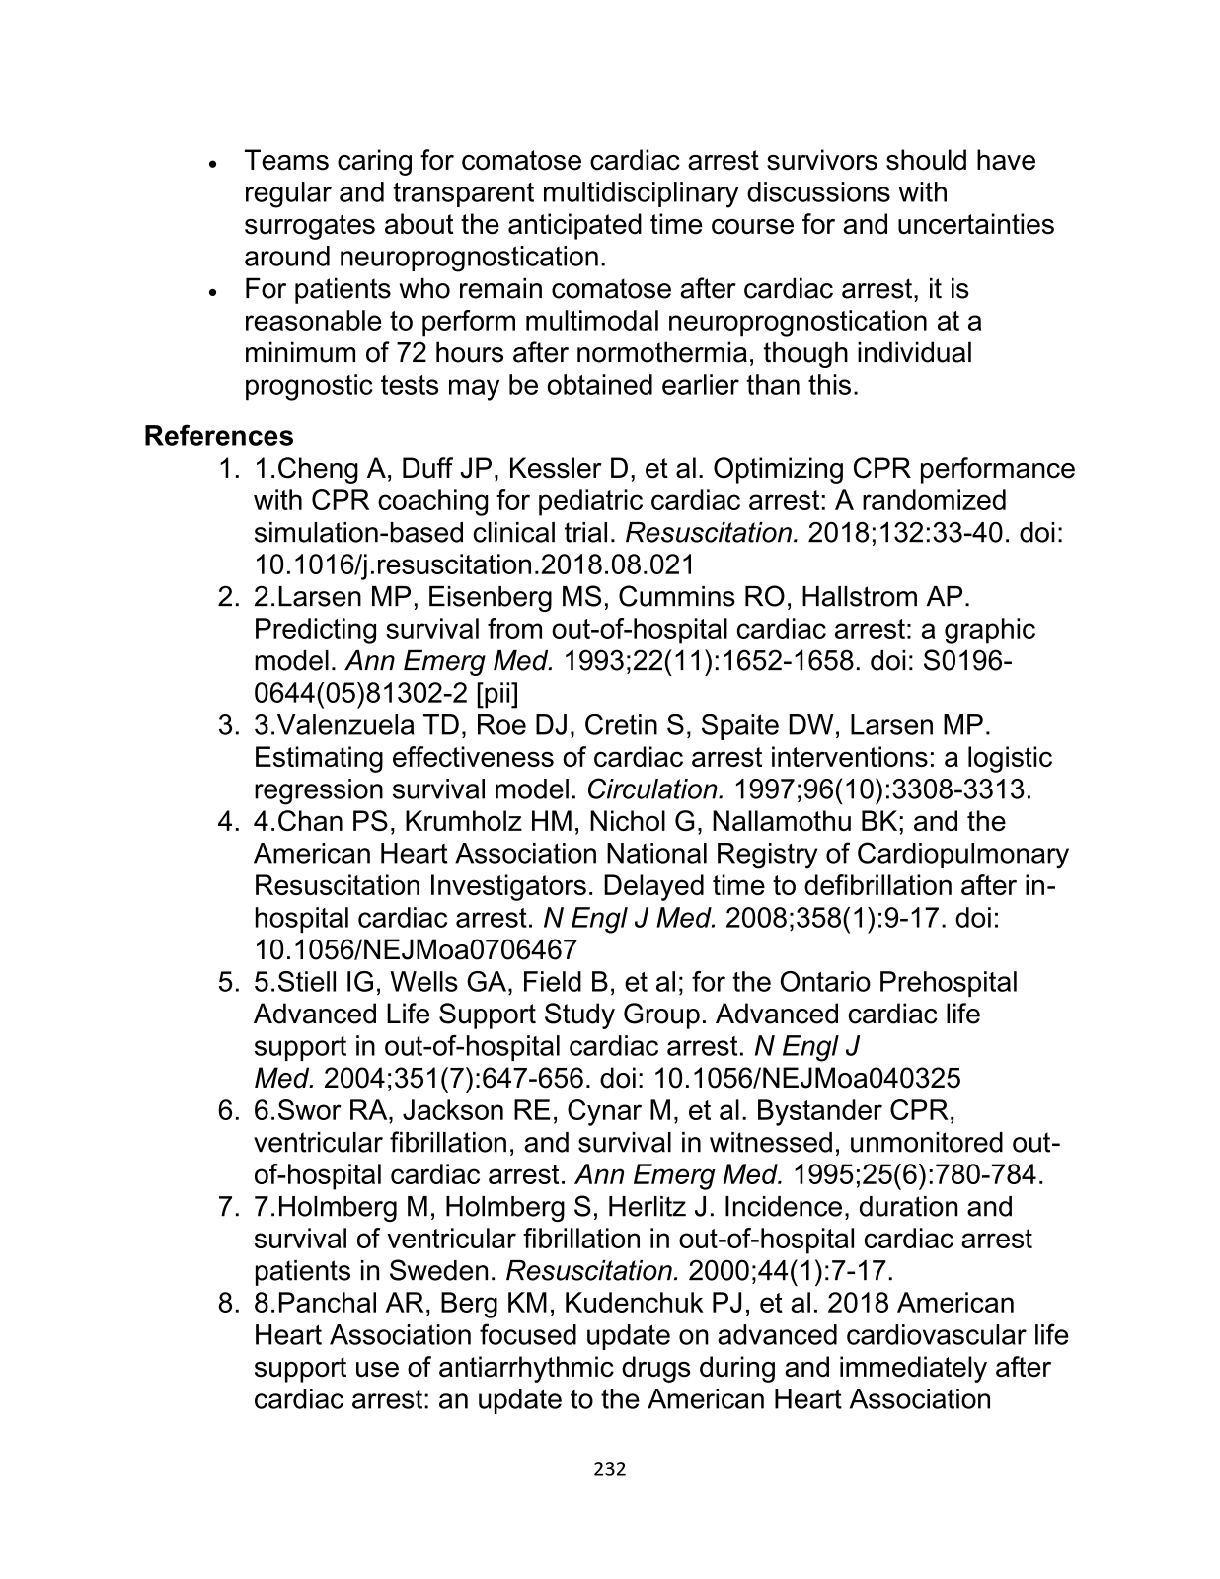 • Teams caring for comatose cardiac arrest survivors should have
regular and transparent multidisciplinary discussions with
surrogates about the anticipated time course for and uncertainties
around neuroprognostication.
• For patients who remain comatose after cardiac arrest, it is
reasonable to perform multimodal neuroprognostication at a
minimum of 72 hours after normothermia, though individual
prognostic tests may be obtained earlier than this.
References
1. 1.Cheng A, Duff JP, Kessler D, et al. Optimizing CPR performance
with CPR coaching for pediatric cardiac arrest: A randomized
simulation-based clinical trial. Resuscitation. 2018;132:33-40. doi:
10.1016/j.resuscitation.2018.08.021
2. 2.Larsen MP, Eisenberg MS, Cummins RO, Hallstrom AP.
Predicting survival from out-of-hospital cardiac arrest: a graphic
model. Ann Emerg Med. 1993;22(11):1652-1658. doi: S0196-
0644(05)81302-2 [pii]
3. 3.Valenzuela TD, Roe DJ, Cretin S, Spaite DW, Larsen MP.
Estimating effectiveness of cardiac arrest interventions: a logistic
regression survival model. Circulation. 1997;96(10):3308-3313.
4. 4.Chan PS, Krumholz HM, Nichol G, Nallamothu BK; and the
American Heart Association National Registry of Cardiopulmonary
Resuscitation Investigators. Delayed time to defibrillation after in-
hospital cardiac arrest. N Engl J Med. 2008;358(1):9-17. doi:
10.1056/NEJMoa0706467
5. 5.Stiell IG, Wells GA, Field B, et al; for the Ontario Prehospital
Advanced Life Support Study Group. Advanced cardiac life
support in out-of-hospital cardiac arrest. N Engl J
Med. 2004;351(7):647-656. doi: 10.1056/NEJMoa040325
6. 6.Swor RA, Jackson RE, Cynar M, et al. Bystander CPR,
ventricular fibrillation, and survival in witnessed, unmonitored out-
of-hospital cardiac arrest. Ann Emerg Med. 1995;25(6):780-784.
7. 7.Holmberg M, Holmberg S, Herlitz J. Incidence, duration and
survival of ventricular fibrillation in out-of-hospital cardiac arrest
patients in Sweden. Resuscitation. 2000;44(1):7-17.
8. 8.Panchal AR, Berg KM, Kudenchuk PJ, et al. 2018 American
Heart Association focused update on advanced cardiovascular life
support use of antiarrhythmic drugs during and immediately after
cardiac arrest: an update to the American Heart Association
232